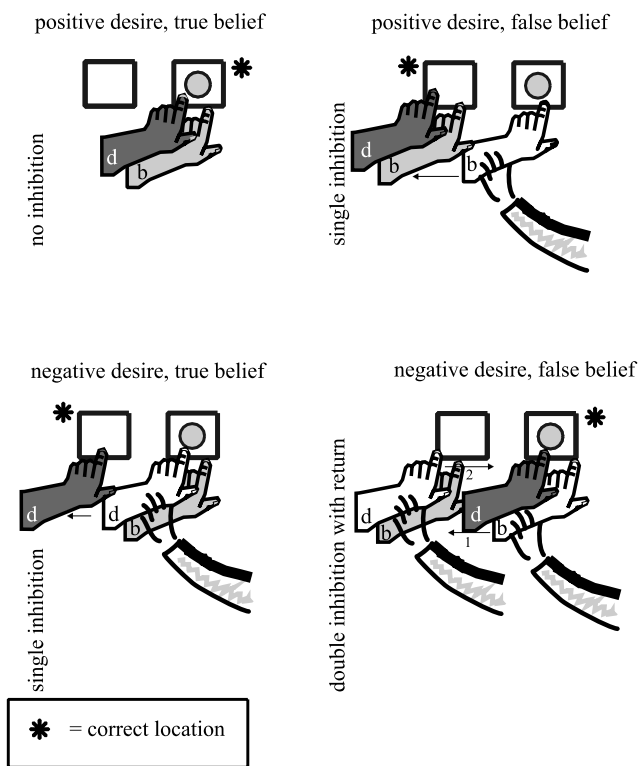 positive desire, true belief
positive desire, false belief
no inhibition
d
b
single inhibition
d
b
b
negative desire, true belief
negative desire, false belief
single inhibition
d
d
b
double inhibition with return
d
b
2
d
1
b
= correct location